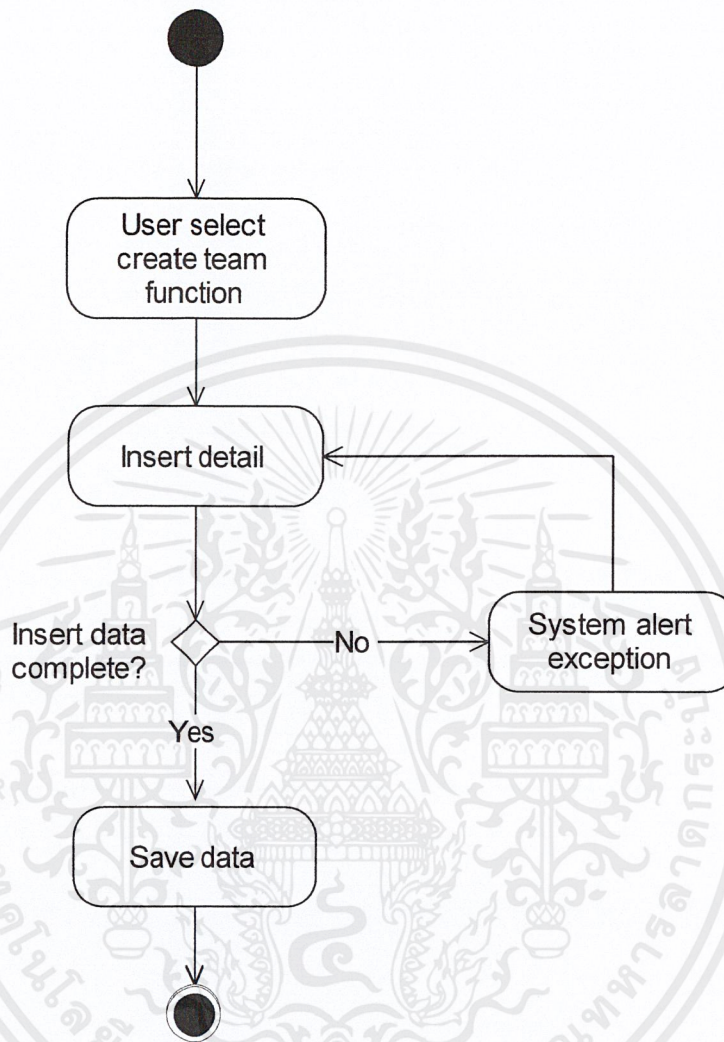 User select
create team
function
Insert detail
Insert data
complete?
No
System alert
exception
Yes
Save data